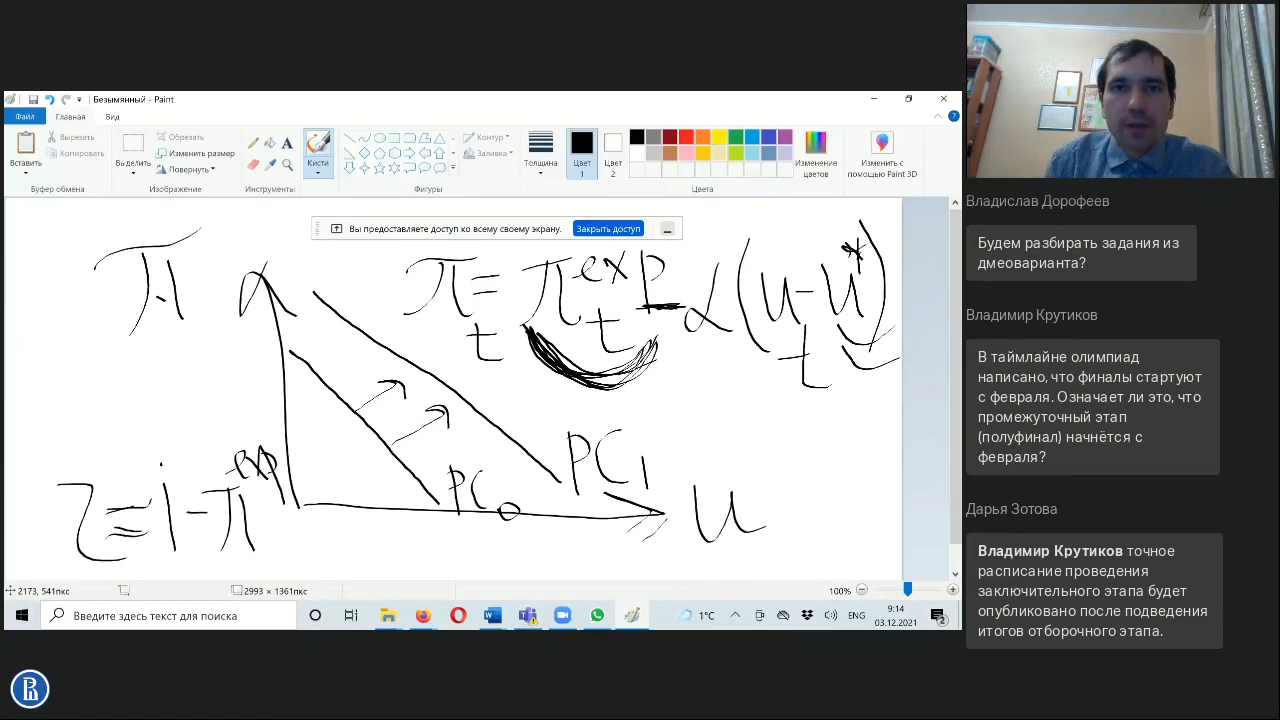 Безымянный - Paint
Файл
Главная
Вид
Вставить
Вырезать
Копировать
Буфер обмена
Выделить
Обрезать
Изменить размер
Повернуть
Изображение
Инструменты
Кисти
Контур
Заливка
Фигуры
Толщина
Цвет 1
Цвет 2
Изменение цветов
Цвета
Изменить с помощью Paint 3D
Вы предоставляете доступ ко всему своему экрану.
Закрыть доступ
π
π t = π t exp - α(u t - u*)
PC0
PC1
u
r = i - π exp
2173, 541пкс
2993 × 1361пкс
100%
Введите здесь текст для поиска
1°C
ENG
9:14
03.12.2021
2
Владислав Дорофеев
Будем разбирать задания из
дмеоварианта?
Владимир Крутиков
В таймлайне олимпиад
написано, что финалы стартуют
с февраля. Означает ли это, что
промежуточный этап
(полуфинал) начнётся с
февраля?
Дарья Зотова
Владимир Крутиков точное
расписание проведения
заключительного этапа будет
опубликовано после подведения
итогов отборочного этапа.